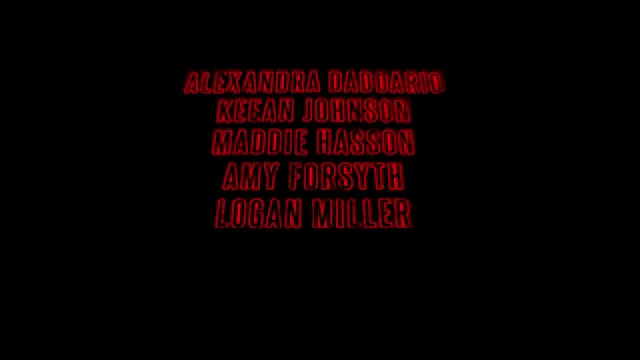 ALEXANDRA DADDARIO
KEEAN JOHNSON
MADDIE HASSON
AMY FORSYTH
LOGAN MILLER